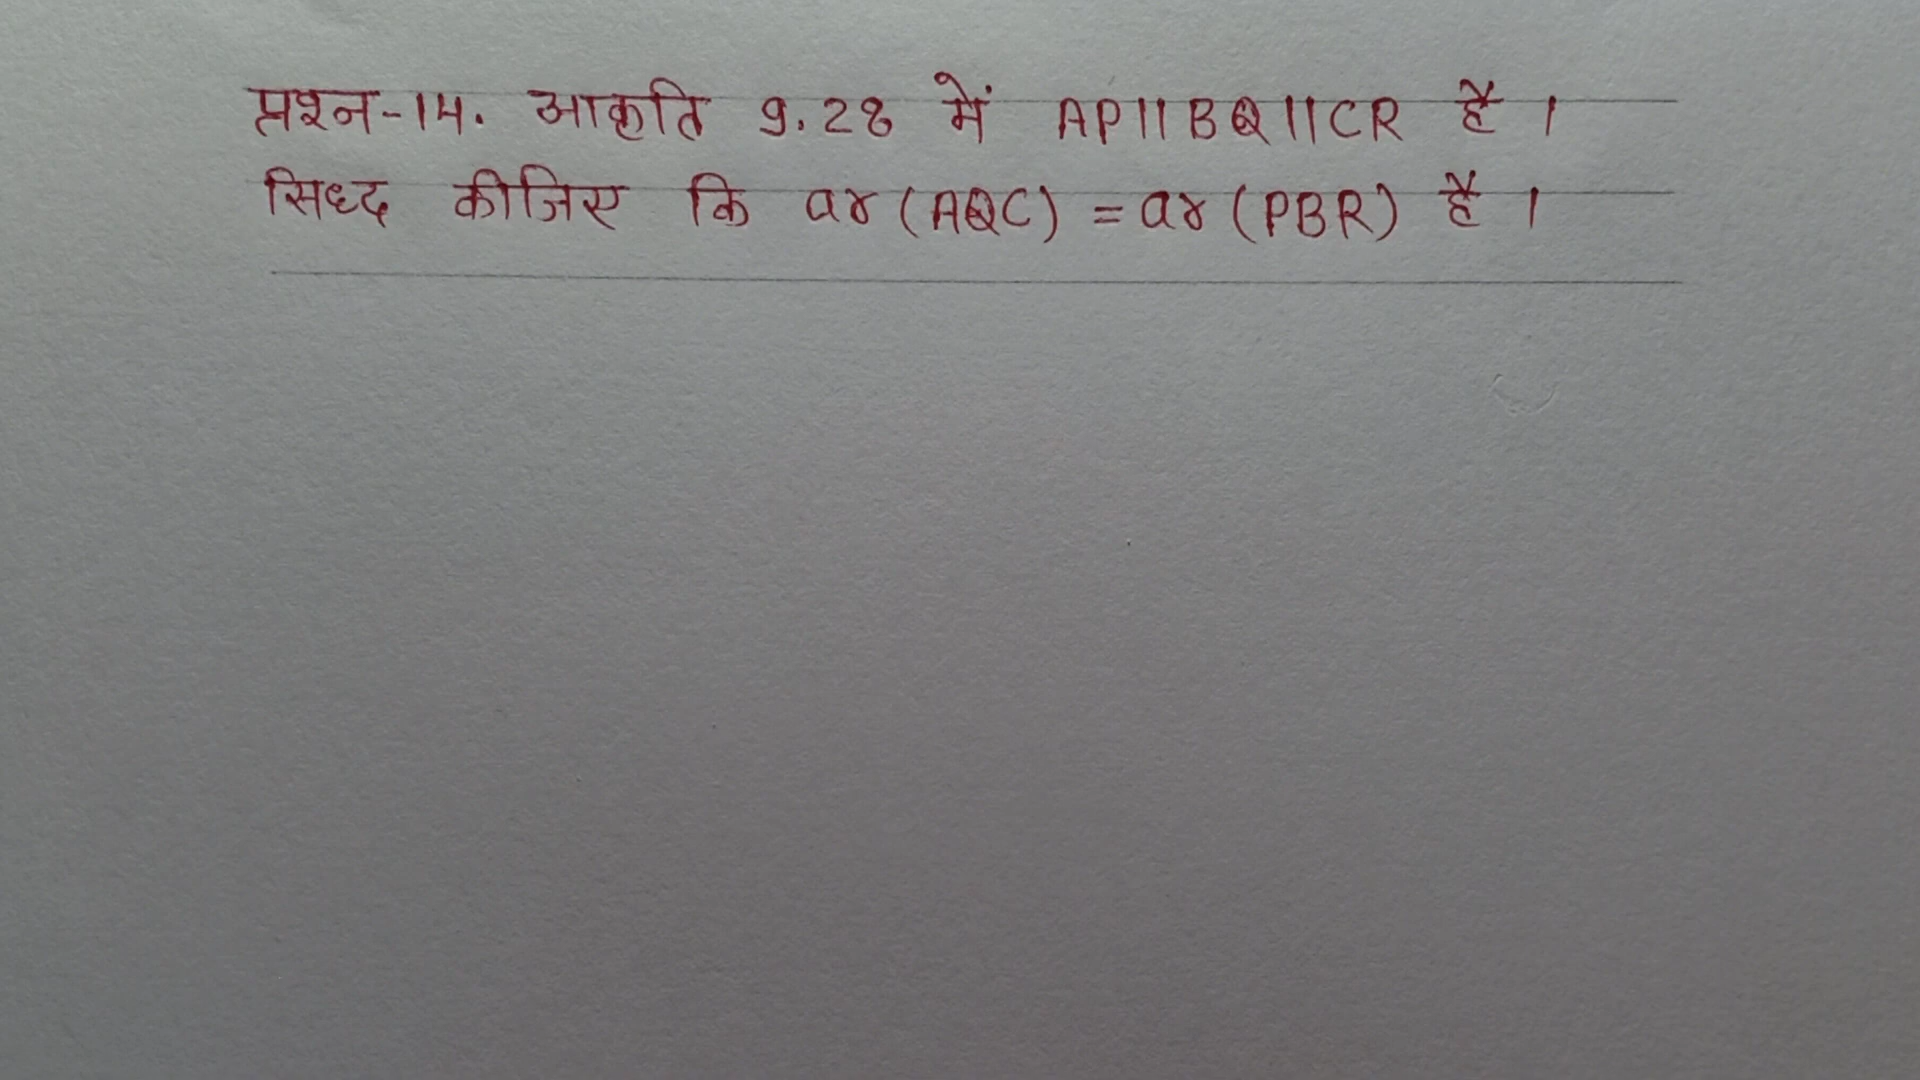 प्रश्न-14. आकृति 9.28 में AP||BQ||CR है ।
सिध्द कीजिए कि ar (AQC) = ar (PBR) है ।